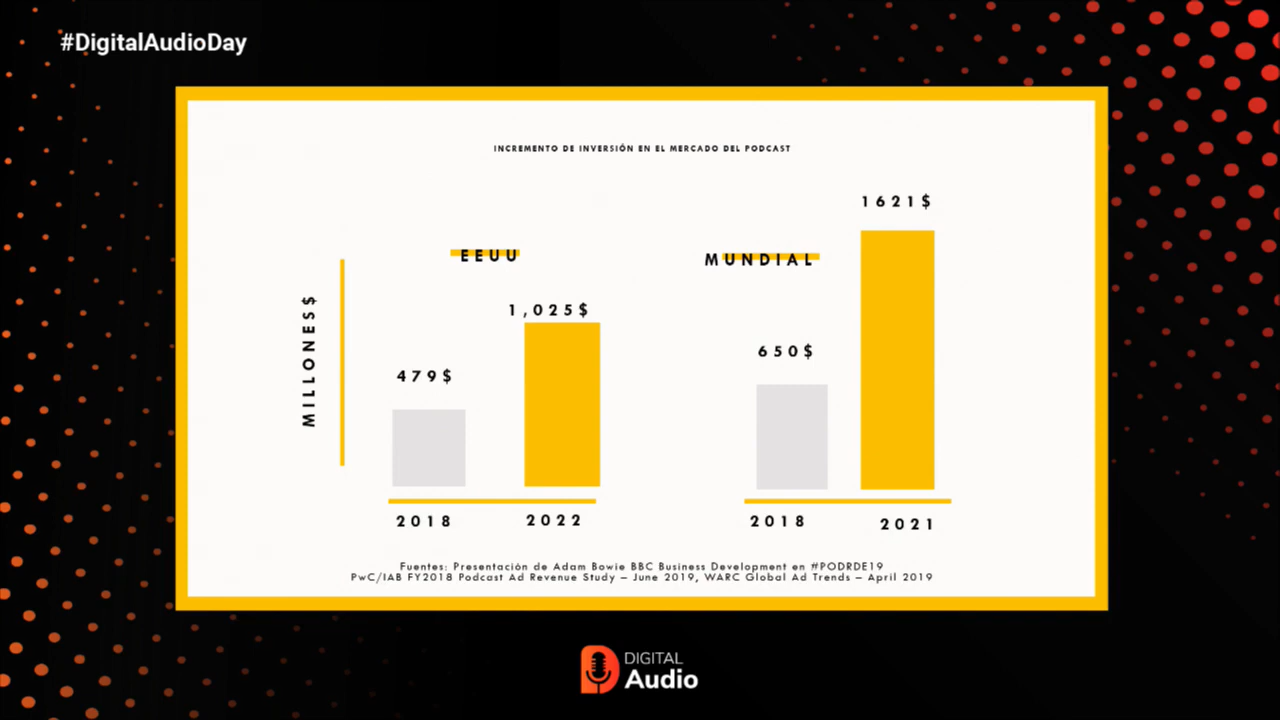 #DigitalAudioDay
INCREMENTO DE INVERSIÓN EN EL MERCADO DEL PODCAST
MILLONES$
EEUU
479$
1,025$
2018
2022
MUNDIAL
650$
1621$
2018
2021
Fuentes: Presentación de Adam Bowie BBC Business Development en #PODRDE19
PwC/IAB FY2018 Podcast Ad Revenue Study – June 2019, WARC Global Ad Trends – April 2019
DIGITAL
Audio